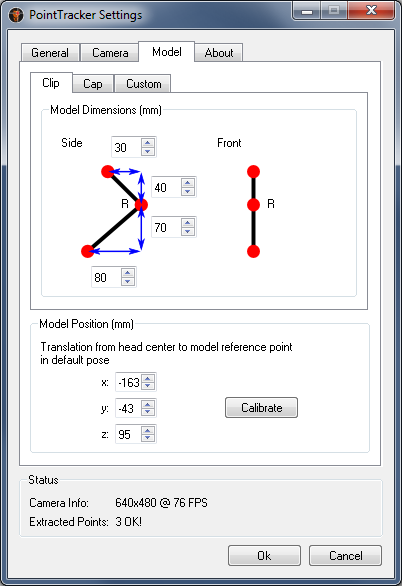 PointTracker Settings
General Camera Model About
Clip Cap Custom
Model Dimensions (mm)
Side 30 Front
40
R R
70
80
Model Position (mm)
Translation from head center to model reference point
in default pose
x: -163
y: -43 Calibrate
z: 95
Status
Camera Info: 640x480 @ 76 FPS
Extracted Points: 3 OK!
Ok Cancel